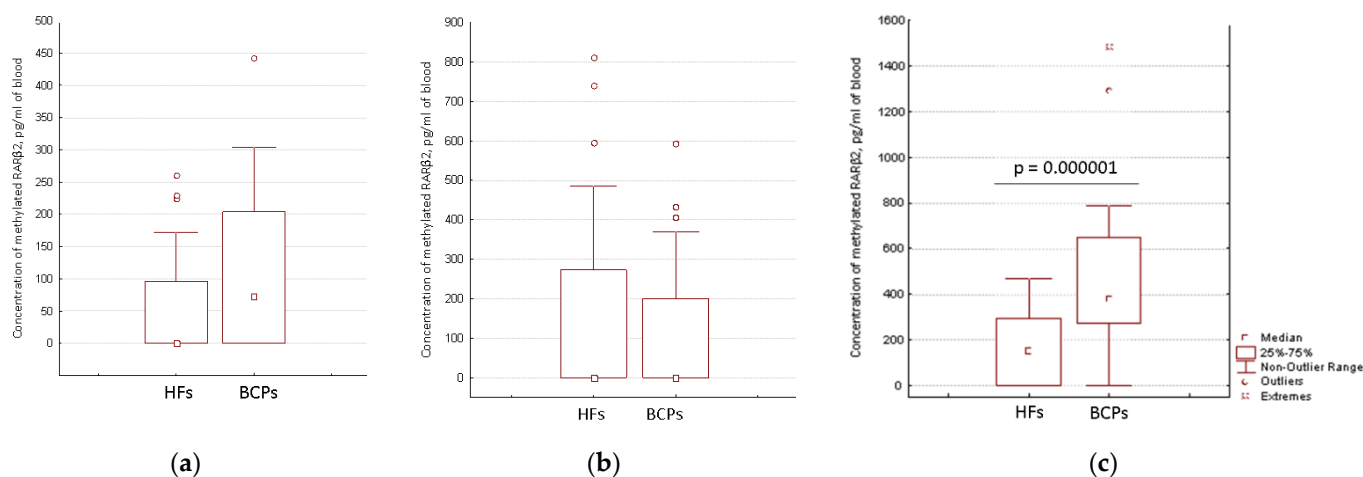 Concentration of methylated RARβ2, pg/ml of blood
500
450
400
350
300
250
200
150
100
50
0
HFs
BCPs
(a)
Concentration of methylated RARβ2, pg/ml of blood
900
800
700
600
500
400
300
200
100
0
HFs
BCPs
(b)
Concentration of methylated RARβ2, pg/ml of blood
1600
1400
1200
1000
800
600
400
200
0
p = 0.000001
HFs
BCPs
Median
25%-75%
Non-Outlier Range
Outliers
Extremes
(c)